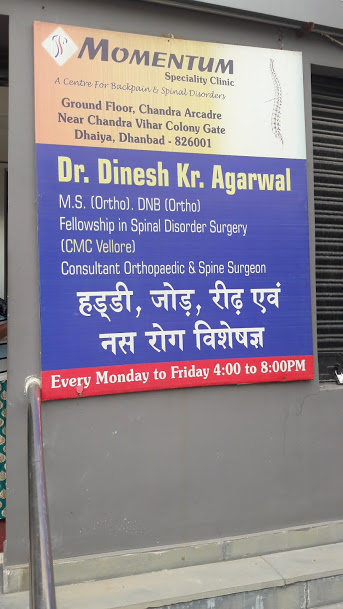 MOMENTUM
Speciality Clinic
A Centre For Backpain & Spinal Disorders
Ground Floor, Chandra Arcadre
Near Chandra Vihar Colony Gate
Dhaiya, Dhanbad - 826001
Dr. Dinesh Kr. Agarwal
M.S. (Ortho). DNB (Ortho)
Fellowship in Spinal Disorder Surgery
(CMC Vellore)
Consultant Orthopaedic & Spine Surgeon
हड्डी, जोड़, रीढ़ एवं
नस रोग विशेषज्ञ
Every Monday to Friday 4:00 to 8:00PM